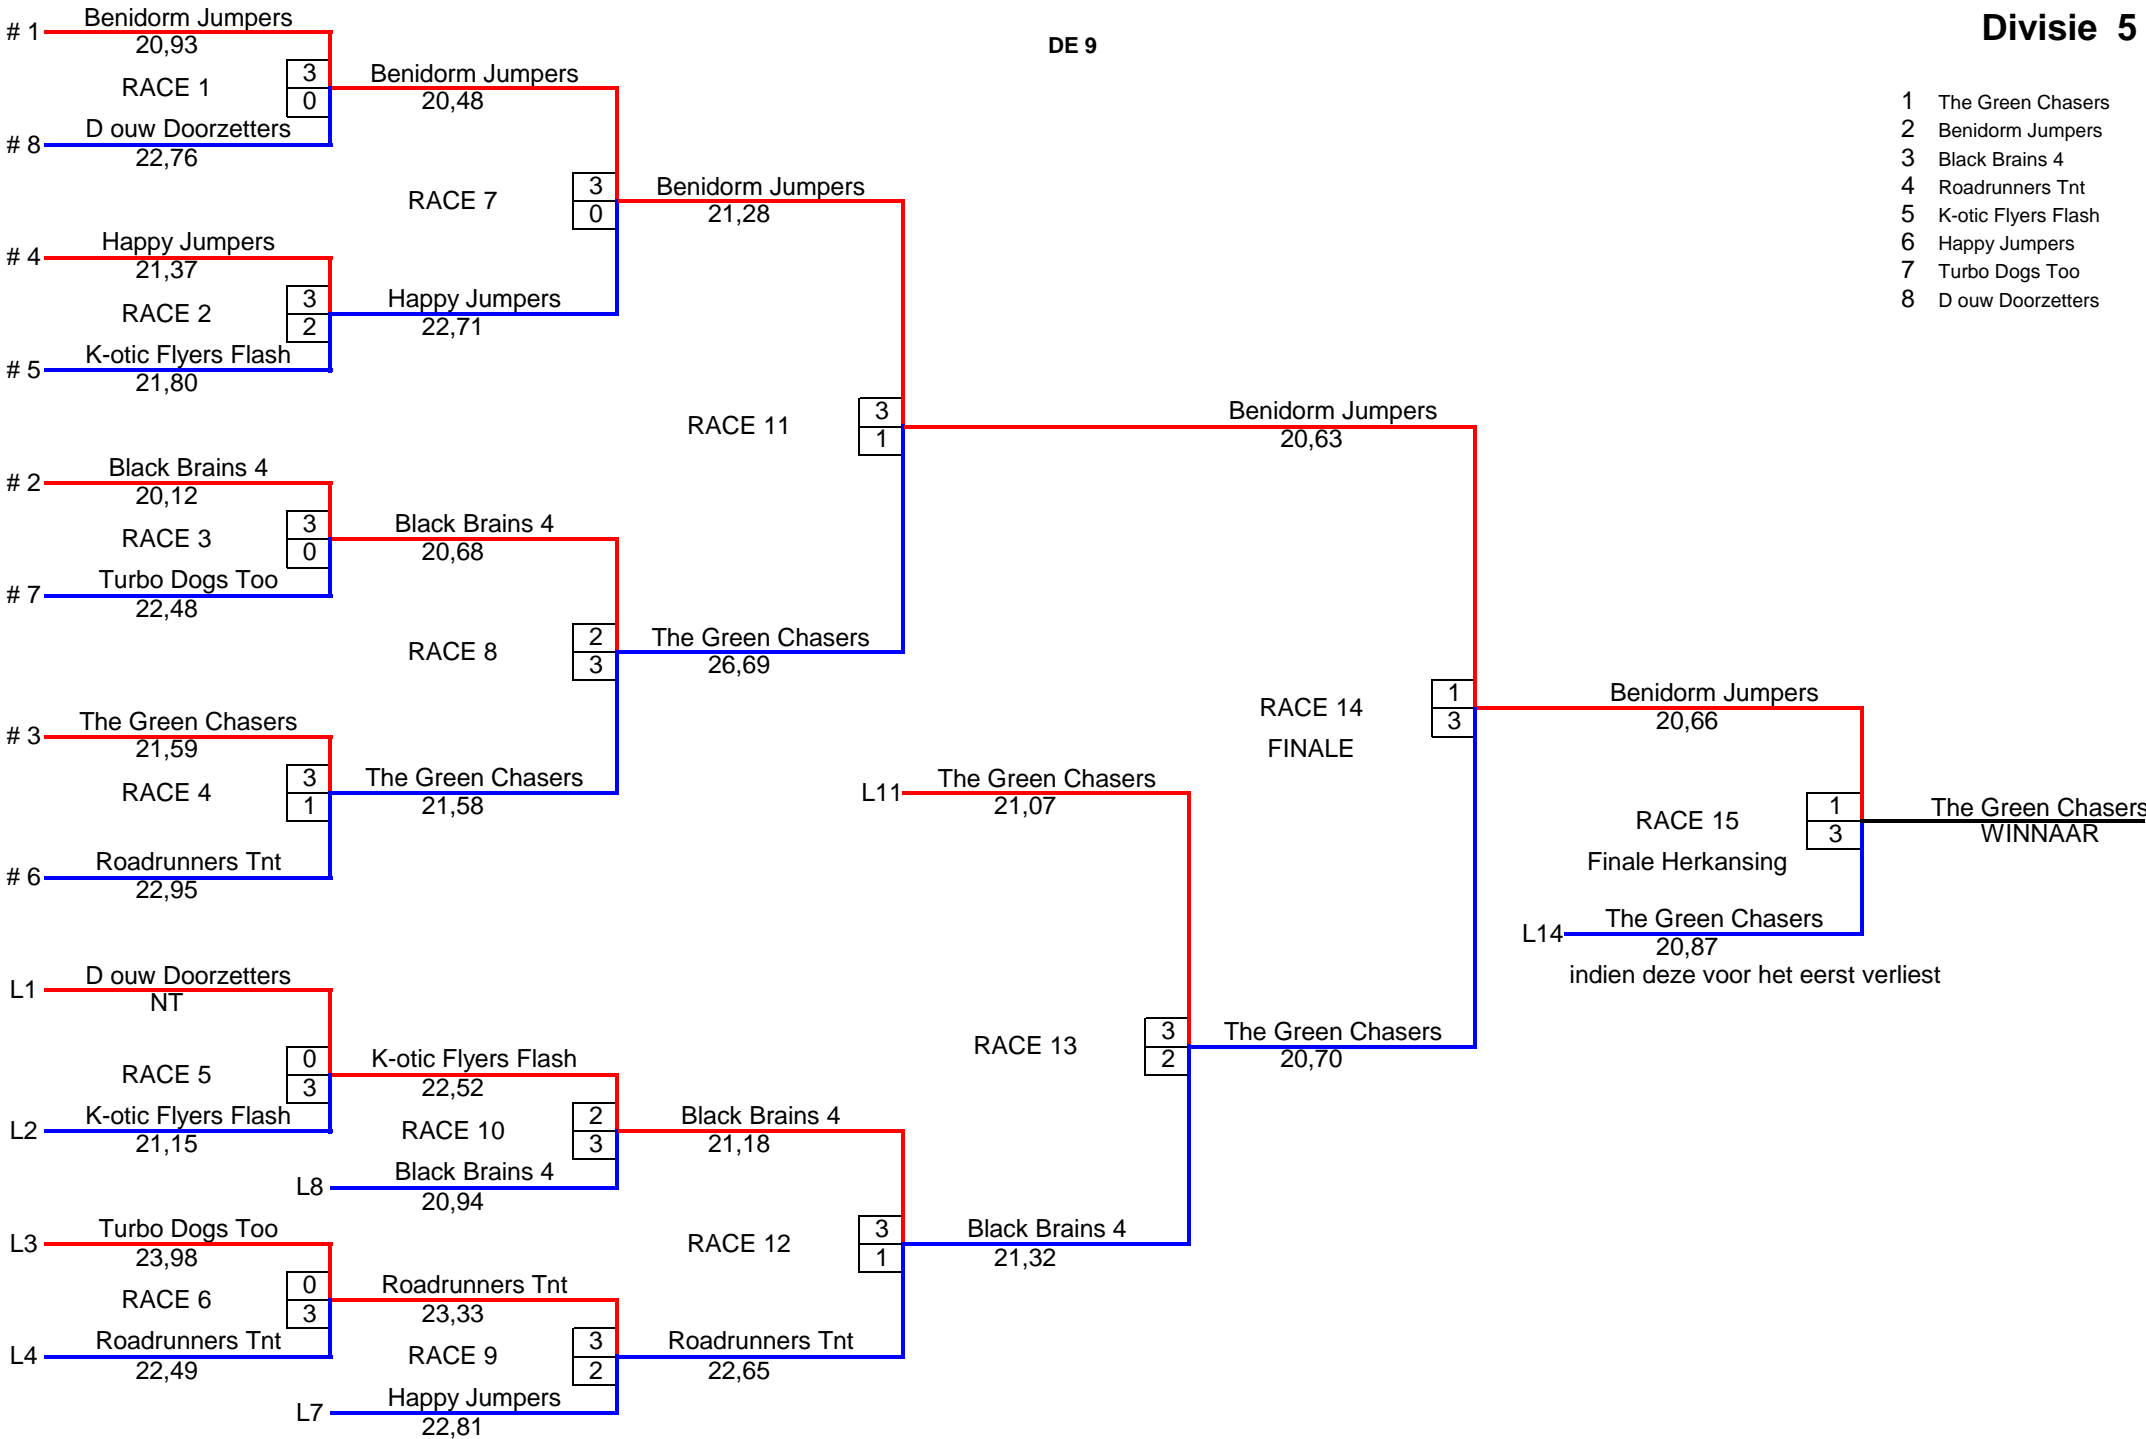 Divisie 5
DE 9
1 The Green Chasers
2 Benidorm Jumpers
3 Black Brains 4
4 Roadrunners Tnt
5 K-otic Flyers Flash
6 Happy Jumpers
7 Turbo Dogs Too
8 D ouw Doorzetters
# 1
Benidorm Jumpers
20,93
RACE 1
3
0
# 8
D ouw Doorzetters
22,76
# 4
Happy Jumpers
21,37
RACE 2
3
2
# 5
K-otic Flyers Flash
21,80
# 2
Black Brains 4
20,12
RACE 3
3
0
# 7
Turbo Dogs Too
22,48
# 3
The Green Chasers
21,59
RACE 4
3
1
# 6
Roadrunners Tnt
22,95
L1
D ouw Doorzetters
NT
RACE 5
0
3
L2
K-otic Flyers Flash
21,15
L3
Turbo Dogs Too
23,98
RACE 6
0
3
L4
Roadrunners Tnt
22,49
Benidorm Jumpers
20,48
RACE 7
3
0
Happy Jumpers
22,71
Black Brains 4
20,68
RACE 8
2
3
The Green Chasers
21,58
K-otic Flyers Flash
22,52
RACE 10
2
3
L8
Black Brains 4
20,94
Roadrunners Tnt
23,33
RACE 9
3
2
L7
Happy Jumpers
22,81
Benidorm Jumpers
21,28
RACE 11
3
1
The Green Chasers
26,69
Black Brains 4
21,18
RACE 12
3
1
Roadrunners Tnt
22,65
L11
The Green Chasers
21,07
RACE 13
3
2
Black Brains 4
21,32
Benidorm Jumpers
20,63
RACE 14
FINALE
1
3
The Green Chasers
20,70
Benidorm Jumpers
20,66
RACE 15
Finale Herkansing
1
3
L14
The Green Chasers
20,87
indien deze voor het eerst verliest
The Green Chasers
WINNAAR